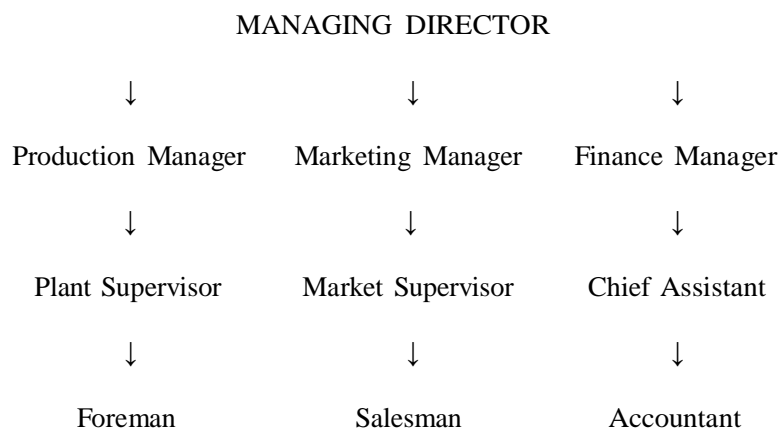 MANAGING DIRECTOR
↓ ↓ ↓
Production Manager Marketing Manager Finance Manager
↓ ↓ ↓
Plant Supervisor Market Supervisor Chief Assistant
↓ ↓ ↓
Foreman Salesman Accountant